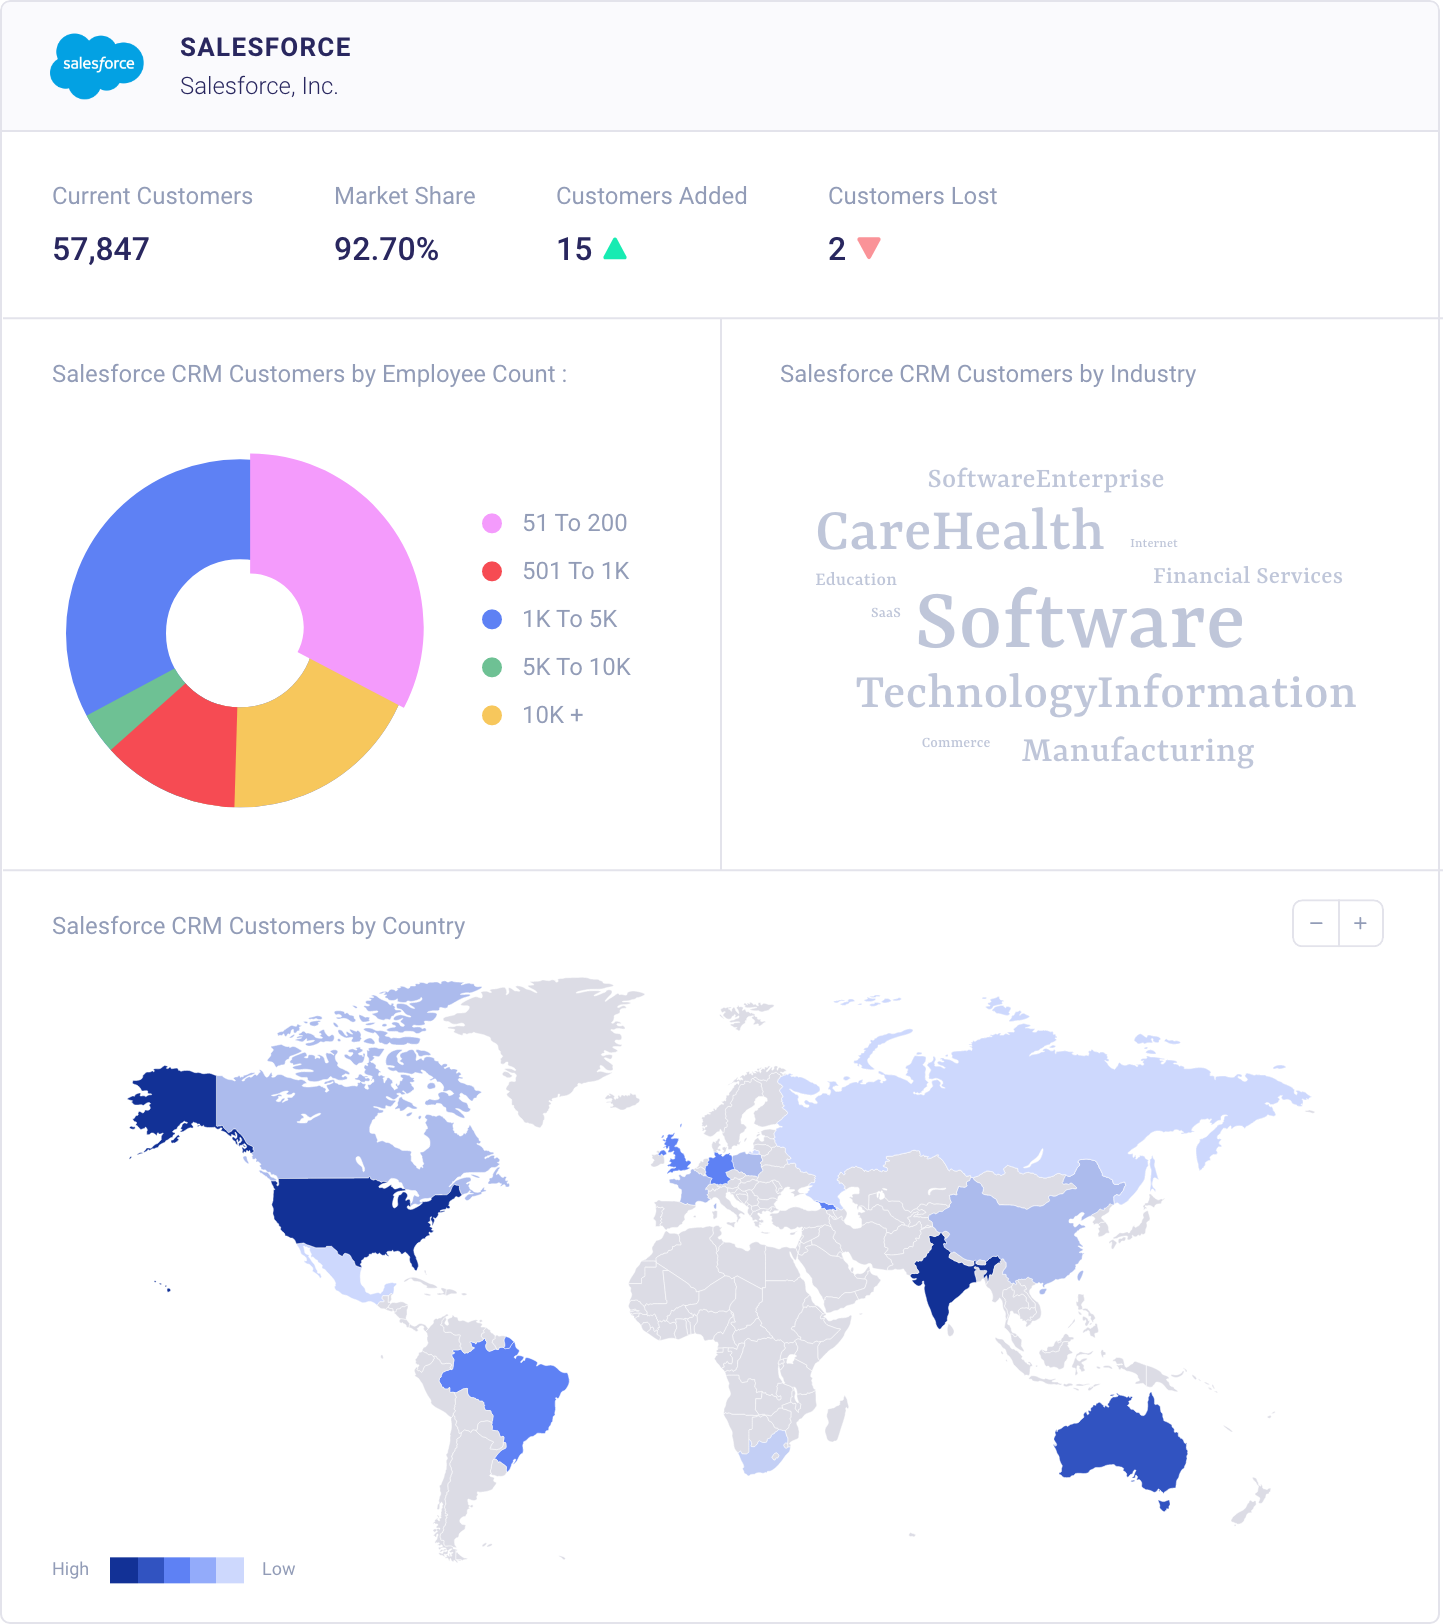 salesforce
SALESFORCE
Salesforce, Inc.
Current Customers
Market Share
Customers Added
Customers Lost
57,847
92.70%
15
2
Salesforce CRM Customers by Employee Count :
51 To 200
501 To 1K
1K To 5K
5K To 10K
10K +
Salesforce CRM Customers by Industry
SoftwareEnterprise
CareHealth
Internet
Education
Financial Services
SaaS
Software
TechnologyInformation
Commerce
Manufacturing
Salesforce CRM Customers by Country
− +
High
Low